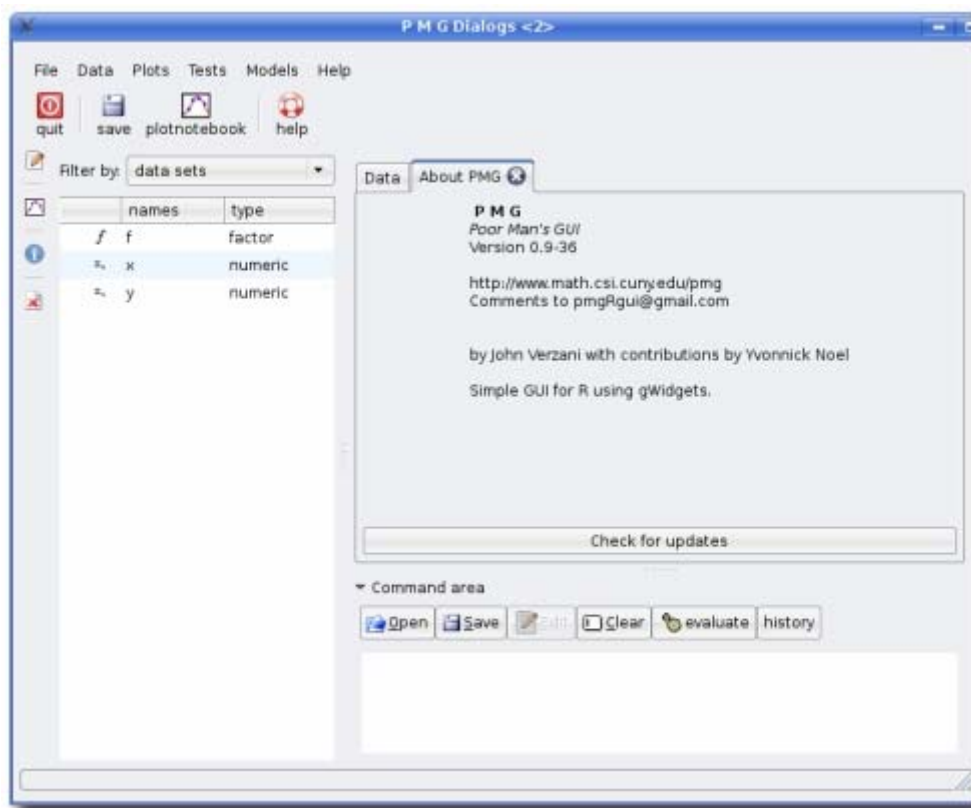 P M G Dialogs <2>
File Data Plots Tests Models Help
quit save plotnotebook help
Filter by: data sets
names type
f f factor
x numeric
y numeric
Data About PMG
P M G
Poor Man's GUI
Version 0.9-36
http://www.math.csi.cuny.edu/pmg
Comments to pmgRgui@gmail.com
by John Verzani with contributions by Yvonnick Noel
Simple GUI for R using gWidgets.
Check for updates
Command area
Open Save Edit Clear evaluate history